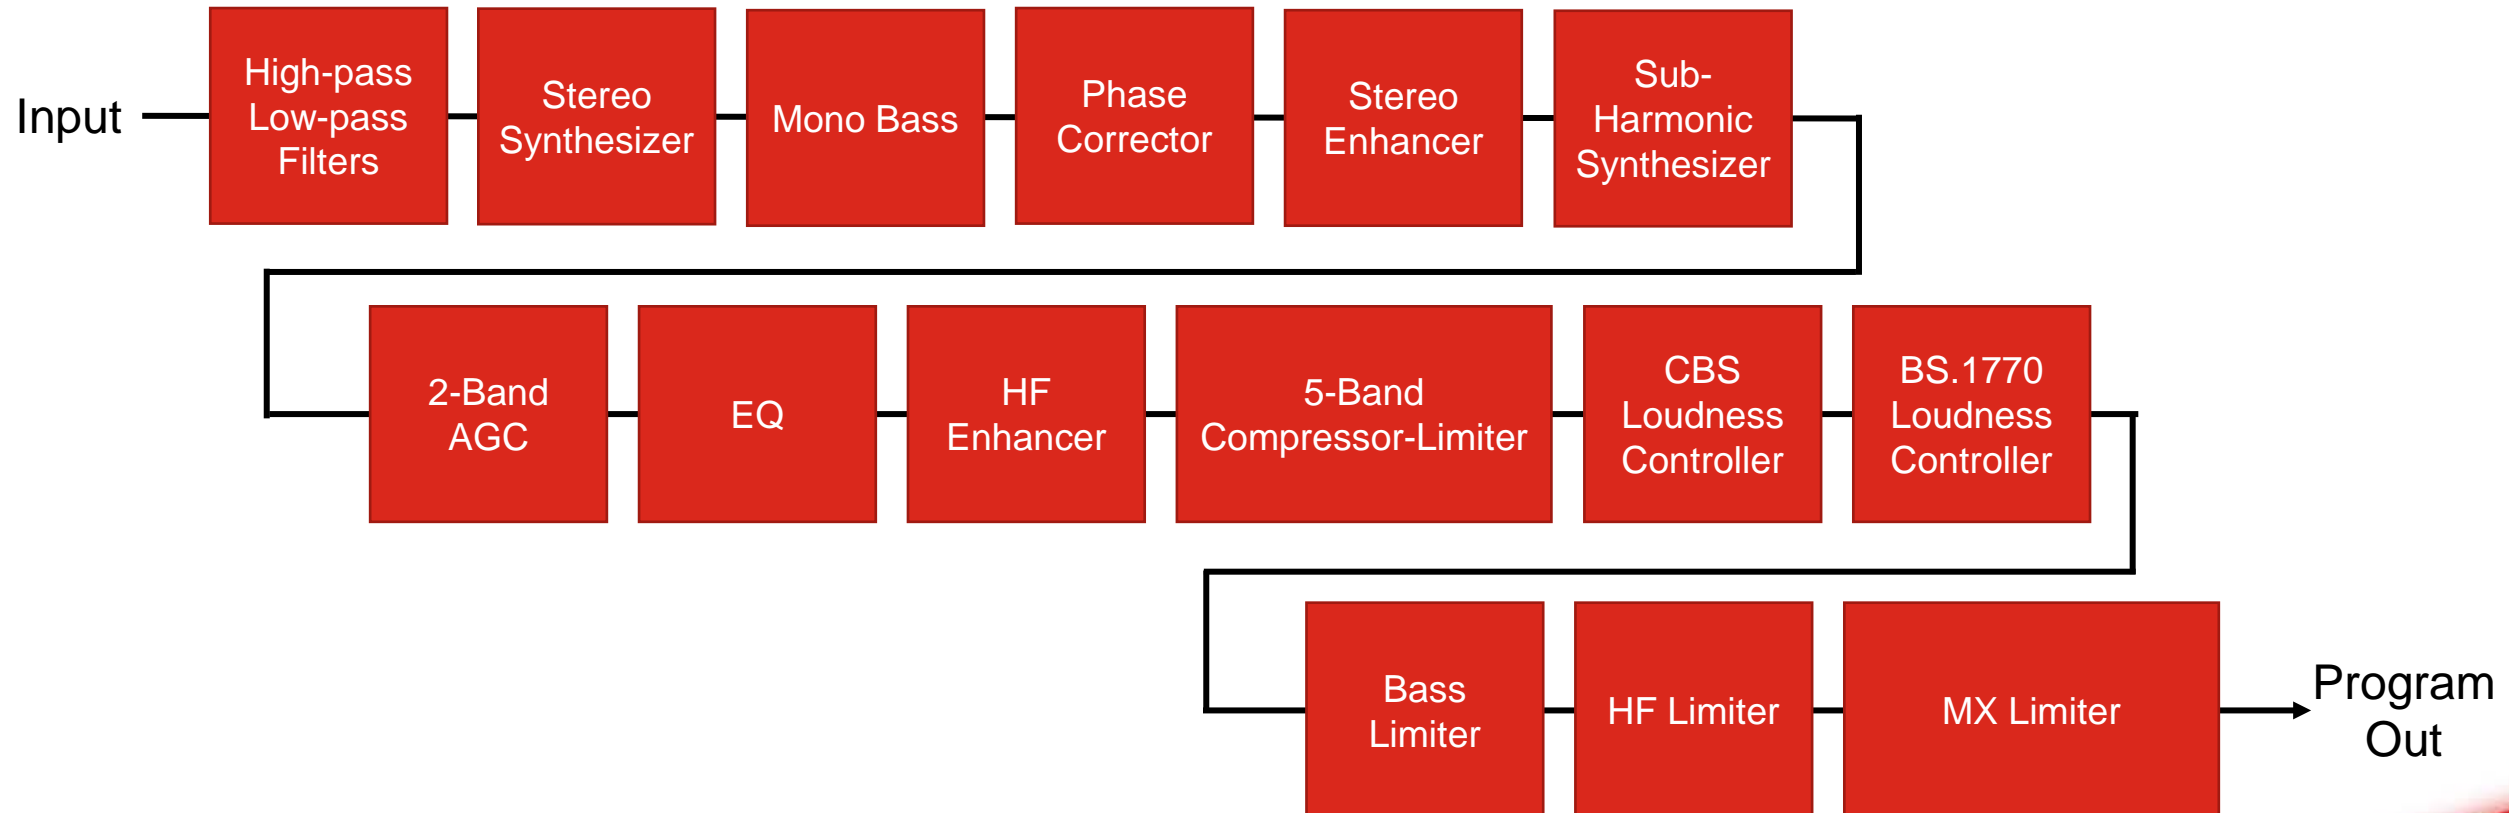 Input
High-pass
Low-pass
Filters
Stereo
Synthesizer
Mono Bass
Phase
Corrector
Stereo
Enhancer
Sub-
Harmonic
Synthesizer
2-Band
AGC
EQ
HF
Enhancer
5-Band
Compressor-Limiter
CBS
Loudness
Controller
BS.1770
Loudness
Controller
Bass
Limiter
HF Limiter
MX Limiter
Program
Out